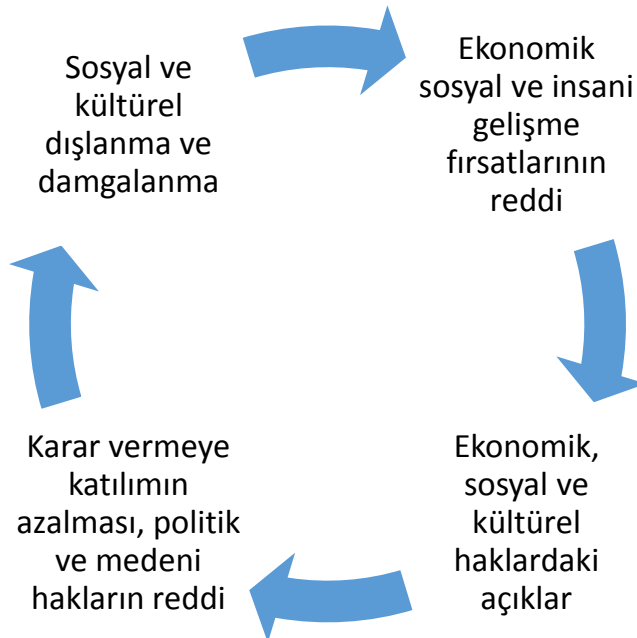 Sosyal ve
kültürel
dışlanma ve
damgalanma
Ekonomik
sosyal ve insani
gelişme
fırsatlarının
reddi
Ekonomik,
sosyal ve
kültürel
haklardaki
açıklar
Karar vermeye
katılımın
azalması, politik
ve medeni
hakların reddi